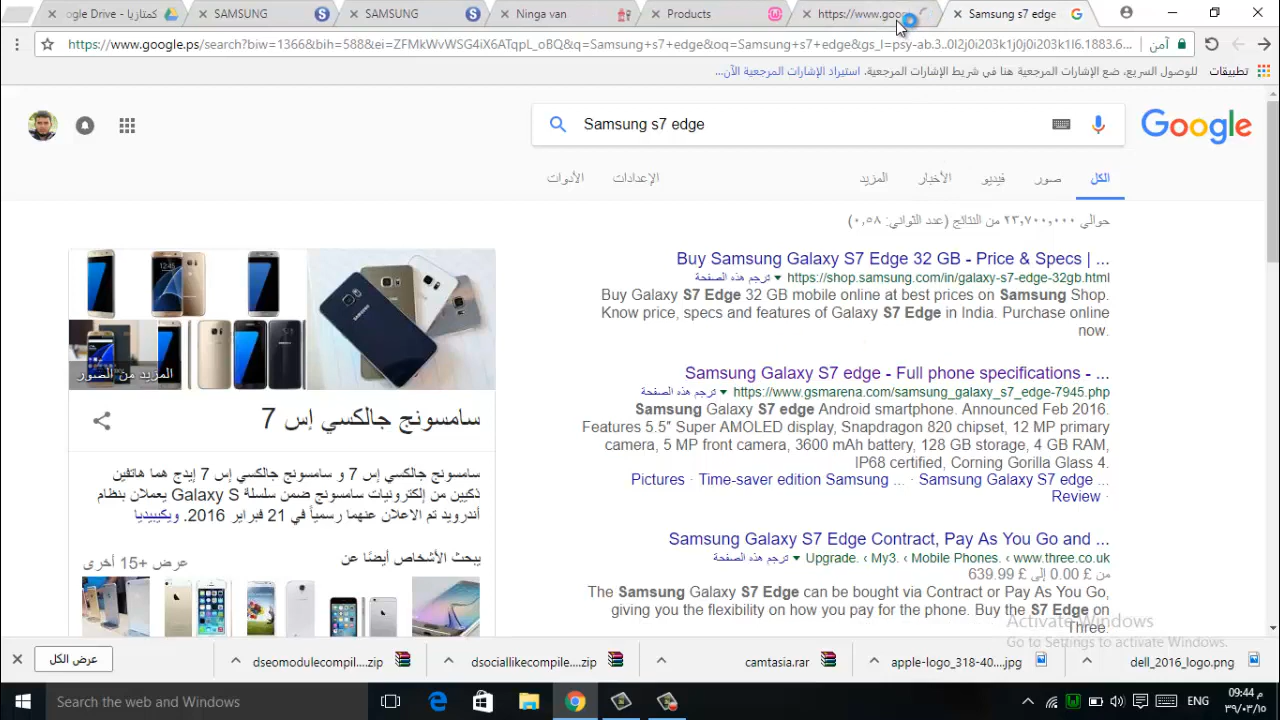 Samsung s7 edge
https://www.goo
Products
Ninga van
SAMSUNG
SAMSUNG
كمتازيا - ogle Drive
https://www.google.ps/search?biw=1366&bih=588&ei=ZFMkWvWSG4iX6ATqpL_oBQ&q=Samsung+s7+edge&oq=Samsung+s7+edge&gs_l=psy-ab.3..0l2j0i203k1j0j0i203k1l6.1883.6...
آمن
تطبيقات
للوصول السريع، ضع الإشارات المرجعية هنا في شريط الإشارات المرجعية. استيراد الإشارات المرجعية الآن...
Samsung s7 edge
Google
الكل صور فيديو الأخبار المزيد الإعدادات الأدوات
حوالي ٢٣,٧٠٠,٠٠٠ من النتائج (عدد الثواني: ٠,٥٨)
Buy Samsung Galaxy S7 Edge 32 GB - Price & Specs | ...
https://shop.samsung.com/in/galaxy-s7-edge-32gb.html ▼ ترجم هذه الصفحة
Buy Galaxy S7 Edge 32 GB mobile online at best prices on Samsung Shop.
Know price, specs and features of Galaxy S7 Edge in India. Purchase online
now.
Samsung Galaxy S7 edge - Full phone specifications - ...
https://www.gsmarena.com/samsung_galaxy_s7_edge-7945.php ▼ ترجم هذه الصفحة
Samsung Galaxy S7 edge Android smartphone. Announced Feb 2016.
Features 5.5″ Super AMOLED display, Snapdragon 820 chipset, 12 MP primary
camera, 5 MP front camera, 3600 mAh battery, 128 GB storage, 4 GB RAM,
IP68 certified, Corning Gorilla Glass 4.
Pictures · Time-saver edition Samsung ... · Samsung Galaxy S7 edge ...
Review ·
Samsung Galaxy S7 Edge Contract, Pay As You Go and ...
Upgrade. ‹ My3. ‹ Mobile Phones. ‹ www.three.co.uk ▼ ترجم هذه الصفحة
من £ 0.00 إلى £ 639.99
The Samsung Galaxy S7 Edge can be bought via Contract or Pay As You Go,
giving you the flexibility on how you pay for the phone. Buy the S7 Edge on
Three.
المزيد من الصور
سامسونج جالكسي إس 7
سامسونج جالكسي إس 7 و سامسونج جالكسي إس 7 إيدج هما هاتفين
ذكيين من إلكترونيات سامسونج ضمن سلسلة Galaxy S يعملان بنظام
أندرويد تم الاعلان عنهما رسمياً في 21 فبراير 2016. ويكيبيديا
يبحث الأشخاص أيضًا عن
عرض +15 أخرى
Activate Windows
Go to Settings to activate Windows.
عرض الكل
dseomodulecompil....zip
dsociallikecompile....zip
camtasia.rar
apple-logo_318-40....jpg
dell_2016_logo.png
Search the web and Windows
ENG
09:44 م
٣٩/٠٣/١٥